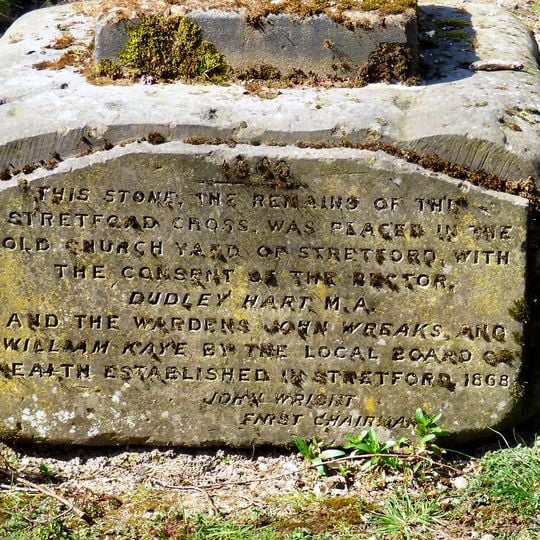 THIS STONE, THE REMAINS OF THE
STRETFORD CROSS, WAS PLACED IN THE
OLD CHURCH YARD OF STRETFORD, WITH
THE CONSENT OF THE RECTOR,
DUDLEY HART, M.A.
AND THE WARDENS JOHN WREAKS, AND
WILLIAM KAYE BY THE LOCAL BOARD OF
HEALTH ESTABLISHED IN STRETFORD, 1868
JOHN WRIGHT
FIRST CHAIRMAN